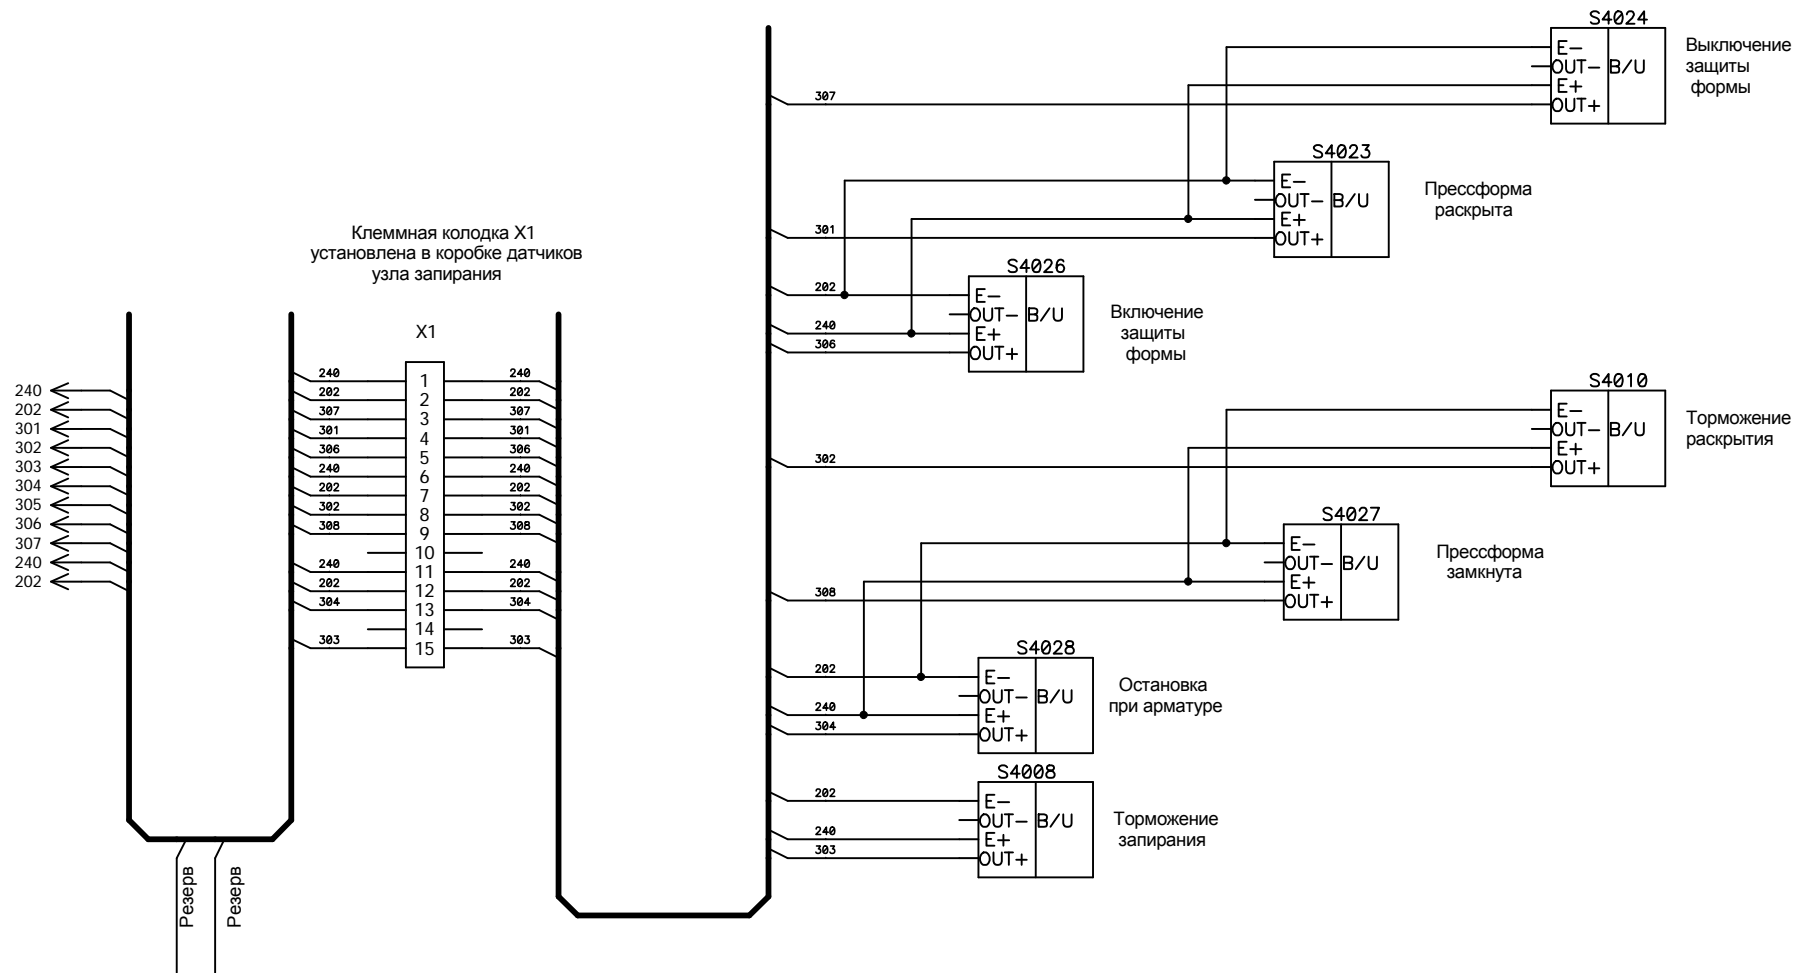 S4024
E-
OUT- B/U
E+
OUT+
Выключение
защиты
формы
307
S4023
E-
OUT- B/U
E+
OUT+
Прессформа
раскрыта
301
Клеммная колодка X1
установлена в коробке датчиков
узла запирания
S4026
202
E-
OUT- B/U
240
E+
306
OUT+
Включение
защиты
формы
X1
240 1 240
202 2 202
307 3 307
301 4 301
306 5 306
240 6 240
202 7 202
302 8 302
308 9 308
10
240 11 240
202 12 202
304 13 304
14
303 15 303
240
202
301
302
303
304
305
306
307
240
202
S4010
E-
OUT- B/U
E+
302
OUT+
Торможение
раскрытия
S4027
E-
OUT- B/U
E+
308
OUT+
Прессформа
замкнута
S4028
202
E-
OUT- B/U
240
E+
304
OUT+
Остановка
при арматуре
S4008
202
E-
OUT- B/U
240
E+
303
OUT+
Торможение
запирания
Резерв
Резерв